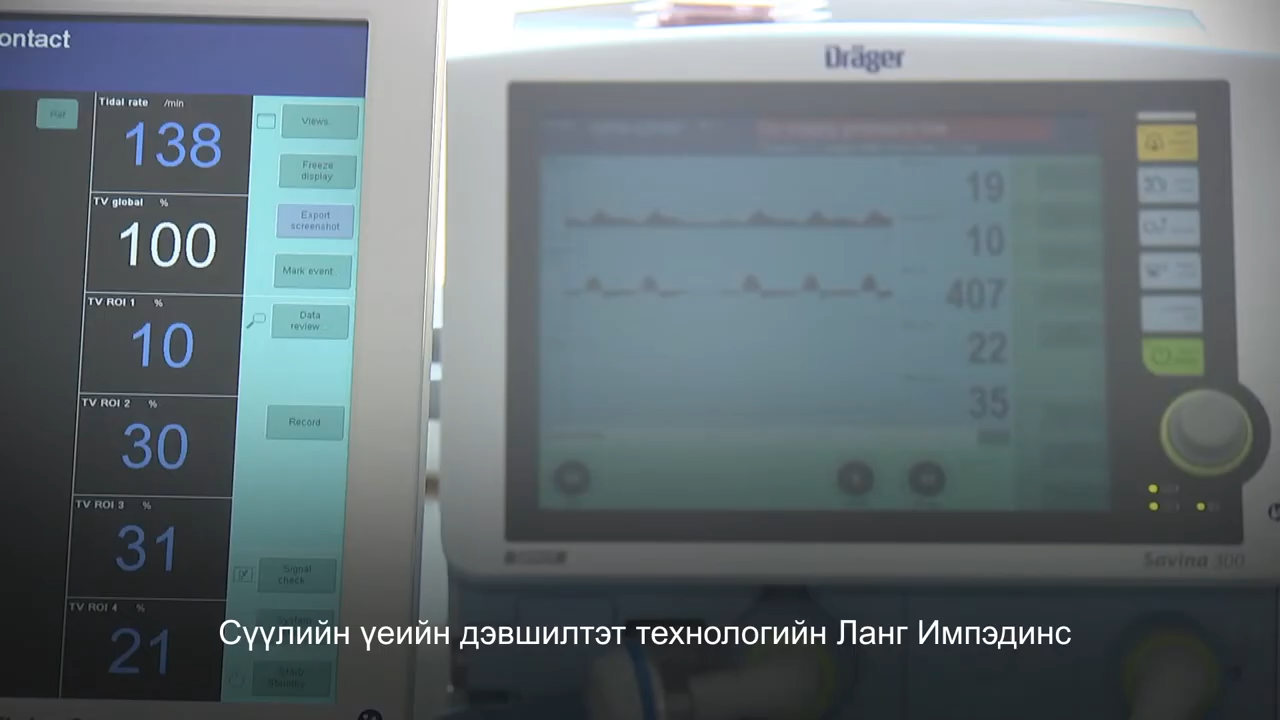 ontact
Tidal rate /min
138
TV global %
100
TV ROI 1 %
10
TV ROI 2 %
30
TV ROI 3 %
31
TV ROI 4 %
21
Views
Freeze
display
Export
screenshot
Mark event
Data
review
Record
Signal
check
Standby
Dräger
19
10
407
22
35
Savina 300
Сүүлийн үеийн дэвшилтэт технологийн Ланг Импэдинс